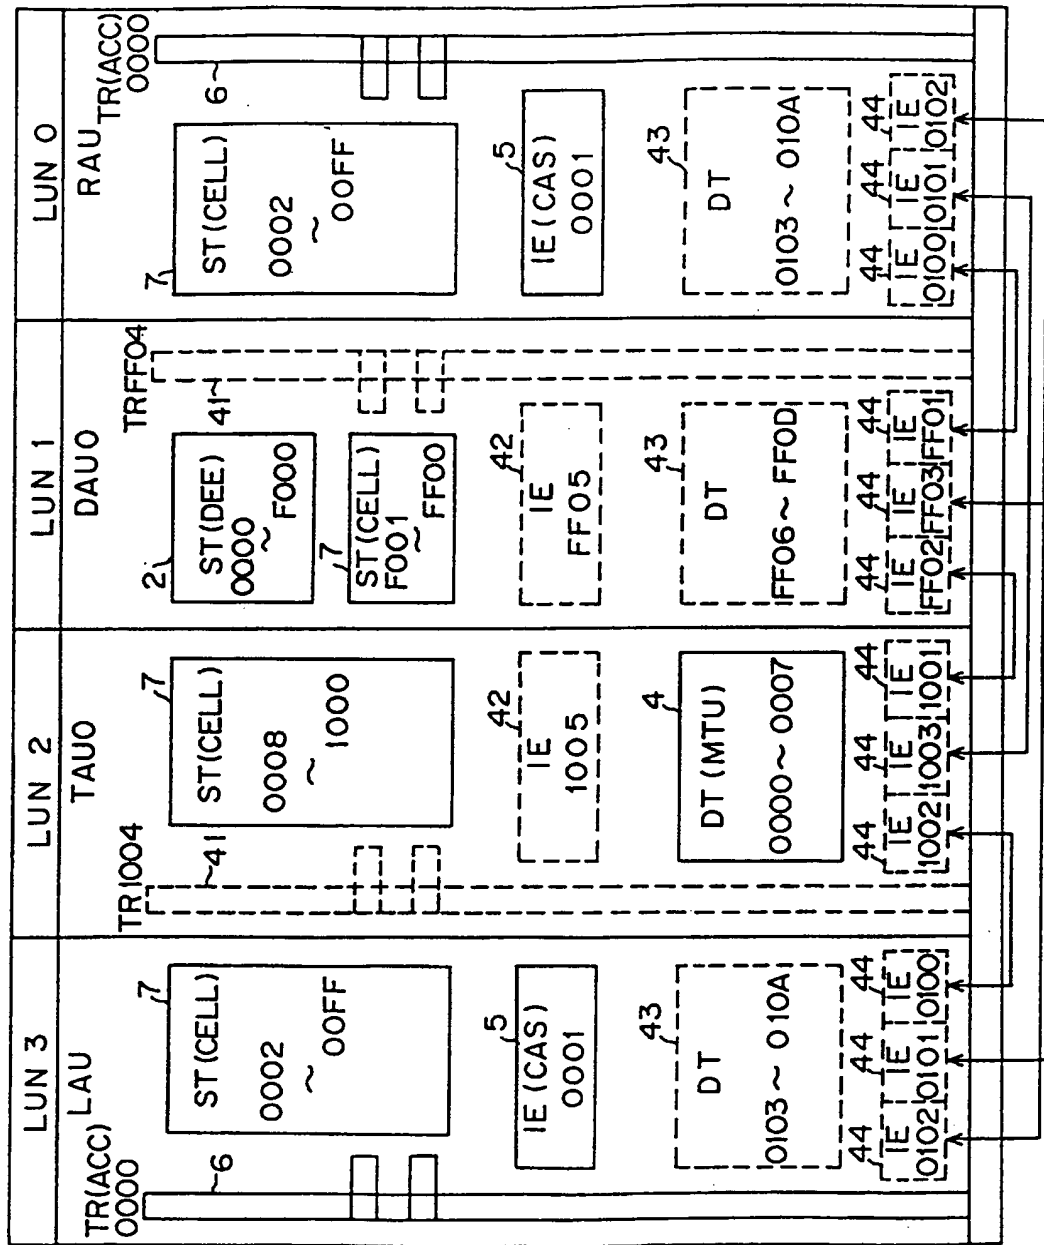 LUN 3
LAU
TR(ACC)
0000
6
7
ST(CELL)
0002
~
00FF
5
IE(CAS)
0001
43
DT
0103~010A
44
44
44
IE
IE
IE
0102
0101
0100
LUN 2
TAU0
TR1004
41
7
ST(CELL)
0008
~
1000
42
IE
1005
4
DT(MTU)
0000~0007
44
44
44
IE
IE
IE
1002
1003
1001
LUN 1
DAU0
2
ST(DEE)
0000
~
F000
TRFF04
41
7
ST(CELL)
F001
~
FF00
42
IE
FF05
43
DT
FF06~FF0D
44
44
44
IE
IE
IE
FF02
FF03
FF01
LUN 0
RAU
TR(ACC)
0000
6
7
ST(CELL)
0002
~
00FF
5
IE(CAS)
0001
43
DT
0103~010A
44
44
44
IE
IE
IE
0100
0101
0102